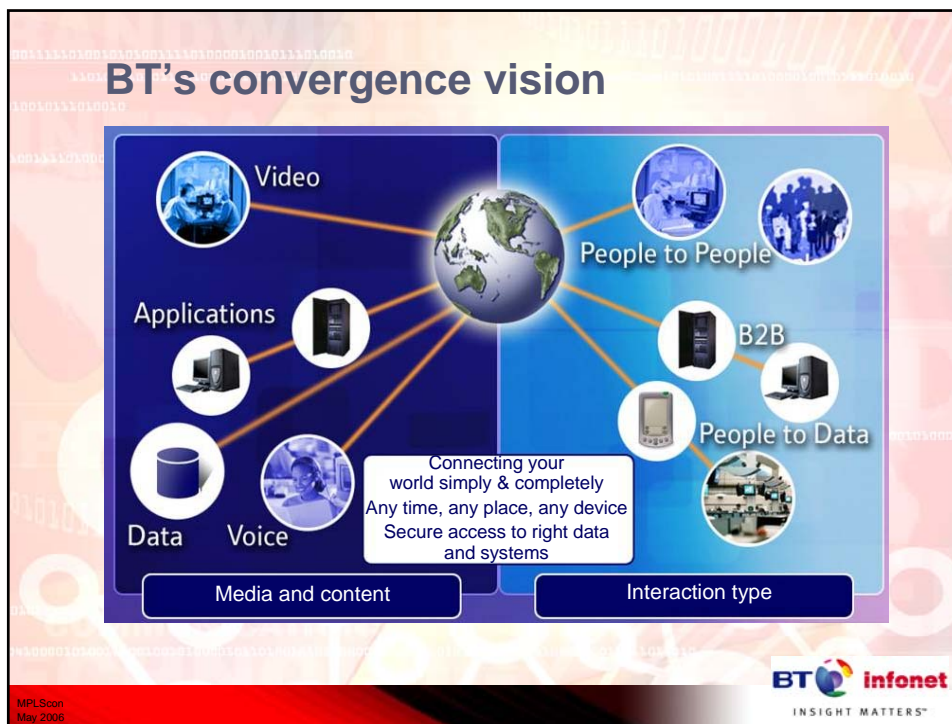 BT's convergence vision
Video
Applications
Data
Voice
People to People
B2B
People to Data
Connecting your
world simply & completely
Any time, any place, any device
Secure access to right data
and systems
Media and content
Interaction type
MPLScon
May 2006
BT infonet
INSIGHT MATTERS℠